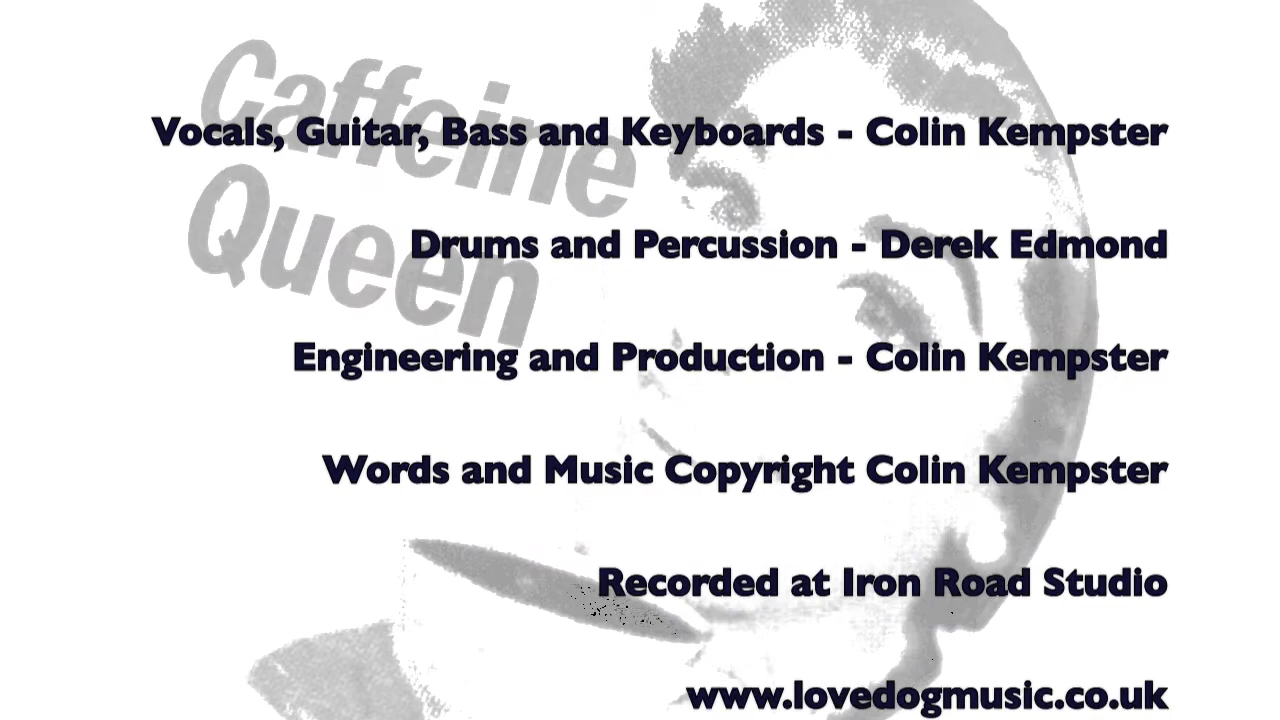 Caffeine
Queen
Vocals, Guitar, Bass and Keyboards - Colin Kempster
Drums and Percussion - Derek Edmond
Engineering and Production - Colin Kempster
Words and Music Copyright Colin Kempster
Recorded at Iron Road Studio
www.lovedogmusic.co.uk